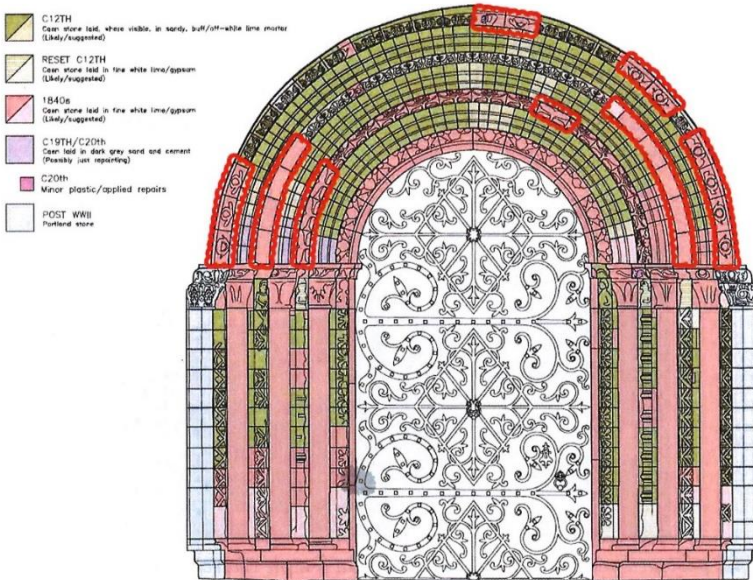 C12TH
Caen stone laid, where visible, in sandy, buff/off-white lime mortar
(Likely/suggested)
RESET C12TH
Caen stone laid in fine white lime/gypsum
(Likely/suggested)
1840s
Caen stone laid in fine white lime/gypsum
(Likely/suggested)
C19TH/C20th
Caen laid in dark grey sand and cement
(Possibly just repointing)
C20th
Minor plastic/applied repairs
POST WWII
Portland stone